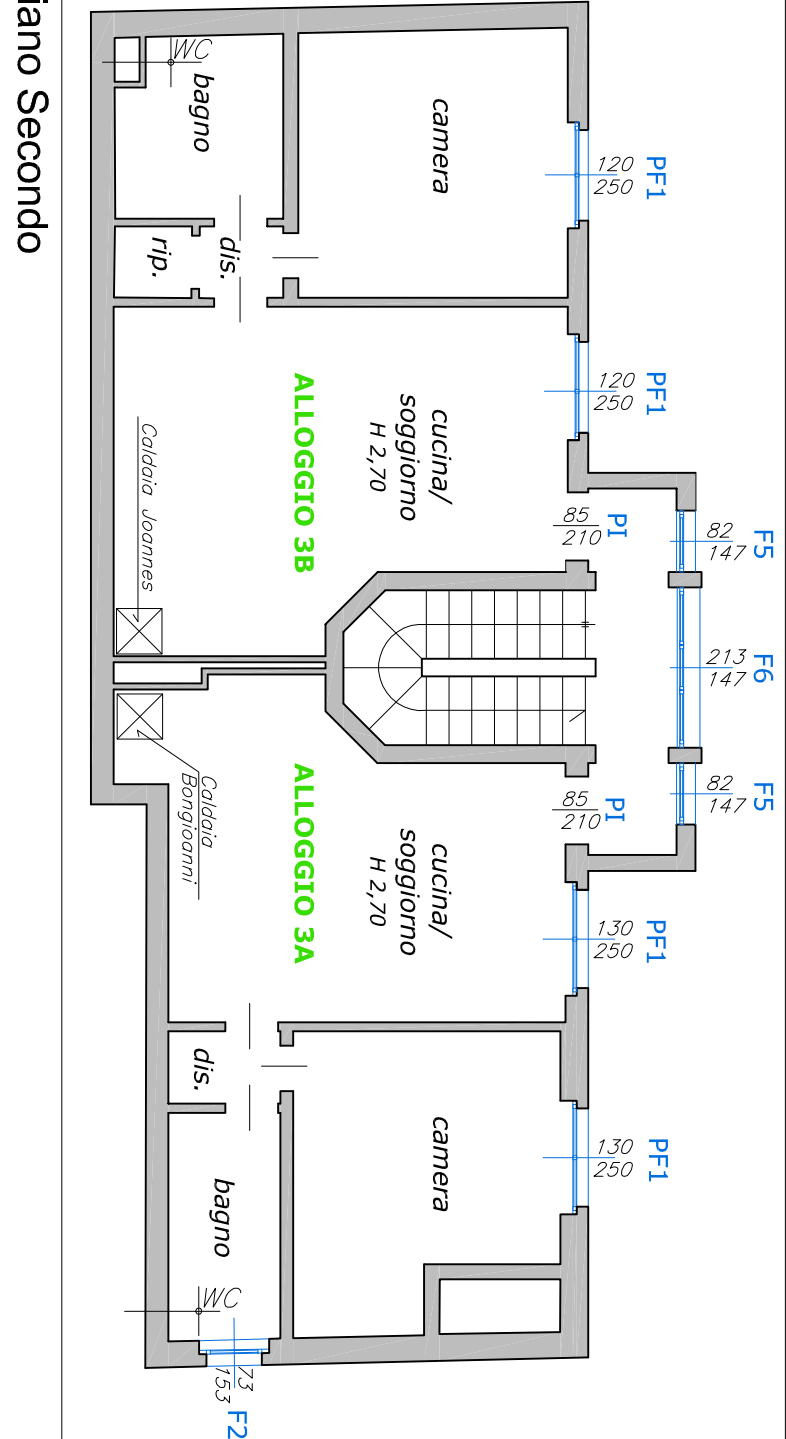 iano Secondo
WC
bagno
camera
120
250
PF1
rip.
dis.
120
250
PF1
ALLOGGIO 3B
cucina/
soggiorno
H 2,70
Caldaia Joannes
85
210
PI
82
147
F5
213
147
F6
82
147
F5
85
210
PI
Caldaia
Bongioanni
ALLOGGIO 3A
cucina/
soggiorno
H 2,70
130
250
PF1
dis.
camera
130
250
PF1
bagno
WC
73
153
F2